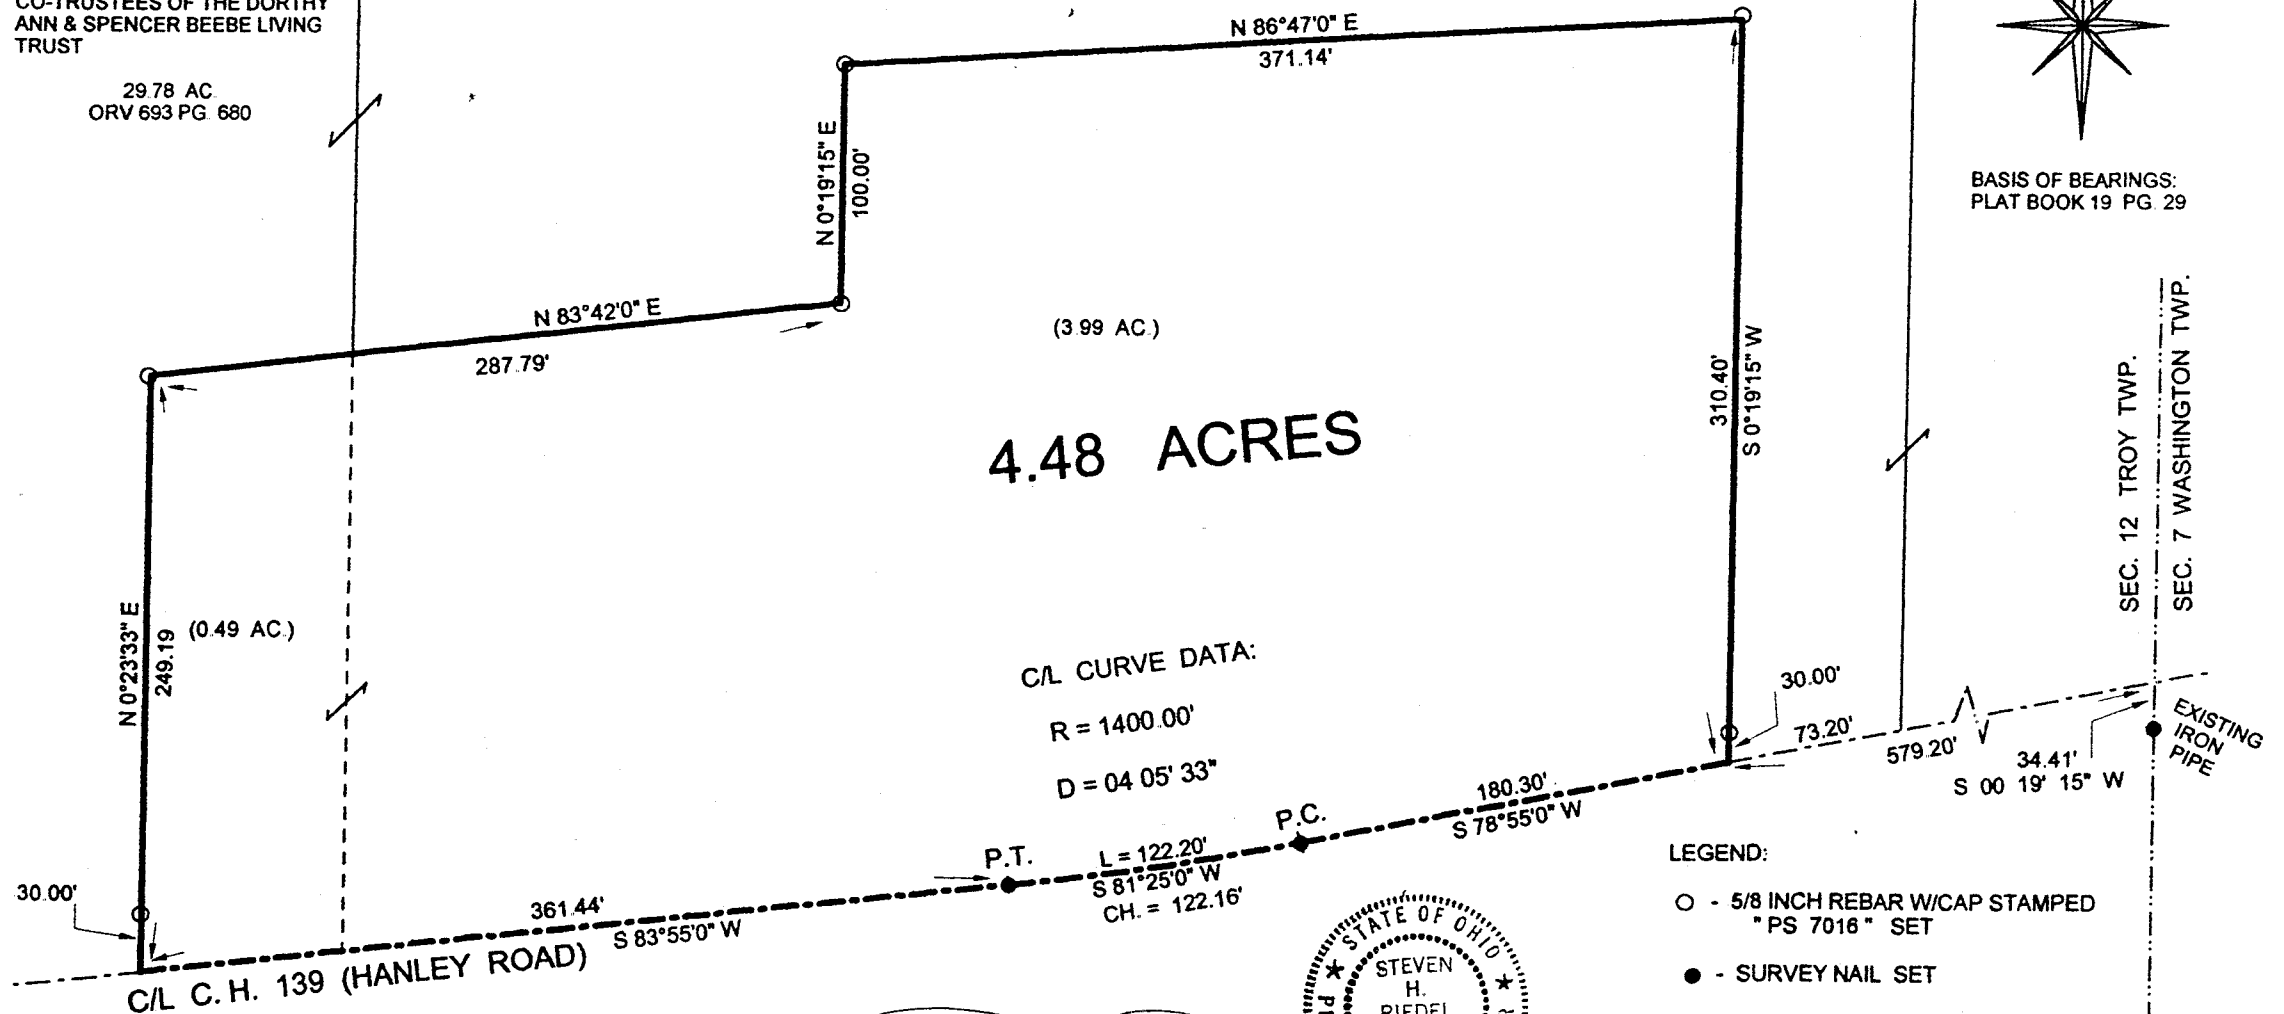 CO-TRUSTEES OF THE DORTHY
ANN & SPENCER BEEBE LIVING
TRUST
29.78 AC.
ORV 693 PG. 680
N 86°47'0" E
371.14'
N 0°19'15" E
100.00'
BASIS OF BEARINGS:
PLAT BOOK 19 PG. 29
N 83°42'0" E
287.79'
(3.99 AC.)
310.40'
S 0°19'15" W
SEC. 12 TROY TWP.
SEC. 7 WASHINGTON TWP.
4.48 ACRES
N 0°23'33" E
249.19
(0.49 AC.)
C/L CURVE DATA:
R = 1400.00'
D = 04 05' 33"
30.00'
73.20'
579.20'
34.41'
S 00 19' 15" W
EXISTING
IRON
PIPE
180.30'
S 78°55'0" W
P.C.
P.T.
L = 122.20'
S 81°25'0" W
CH. = 122.16'
30.00'
361.44'
S 83°55'0" W
C/L C. H. 139 (HANLEY ROAD)
LEGEND:
- 5/8 INCH REBAR W/CAP STAMPED
" PS 7016 " SET
- SURVEY NAIL SET
STATE OF OHIO
STEVEN
H.
RIEDEL